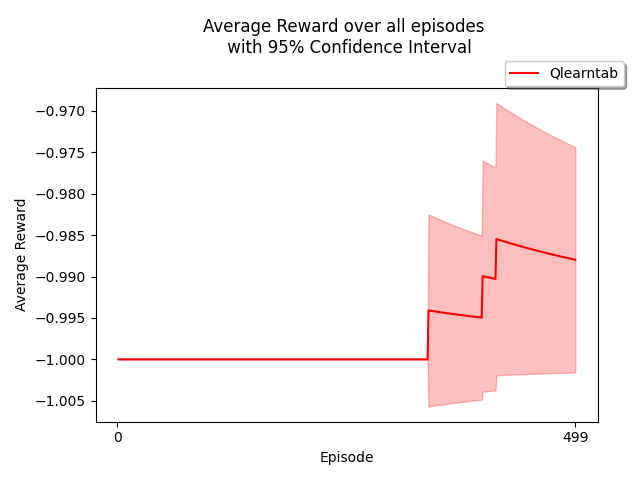 Average Reward over all episodes
with 95% Confidence Interval
Qlearntab
−0.970
−0.975
−0.980
−0.985
−0.990
−0.995
−1.000
−1.005
Average Reward
0
499
Episode